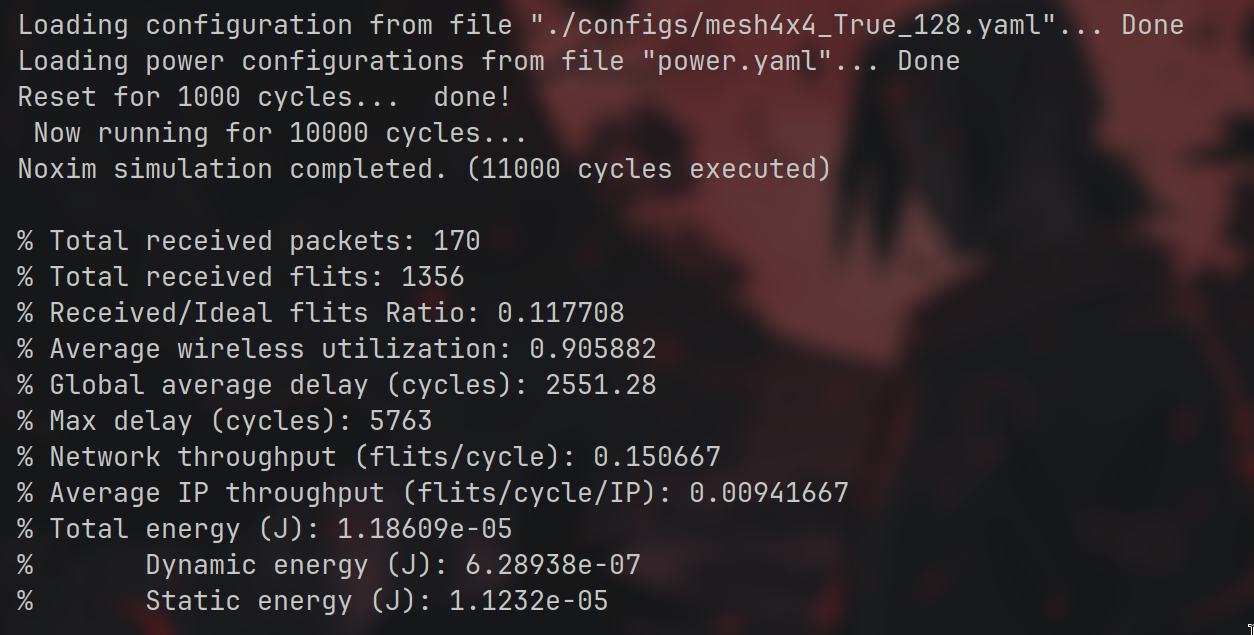 Loading configuration from file "./configs/mesh4x4_True_128.yaml"... Done
Loading power configurations from file "power.yaml"... Done
Reset for 1000 cycles...  done!
 Now running for 10000 cycles...
Noxim simulation completed. (11000 cycles executed)

% Total received packets: 170
% Total received flits: 1356
% Received/Ideal flits Ratio: 0.117708
% Average wireless utilization: 0.905882
% Global average delay (cycles): 2551.28
% Max delay (cycles): 5763
% Network throughput (flits/cycle): 0.150667
% Average IP throughput (flits/cycle/IP): 0.00941667
% Total energy (J): 1.18609e-05
%       Dynamic energy (J): 6.28938e-07
%       Static energy (J): 1.1232e-05